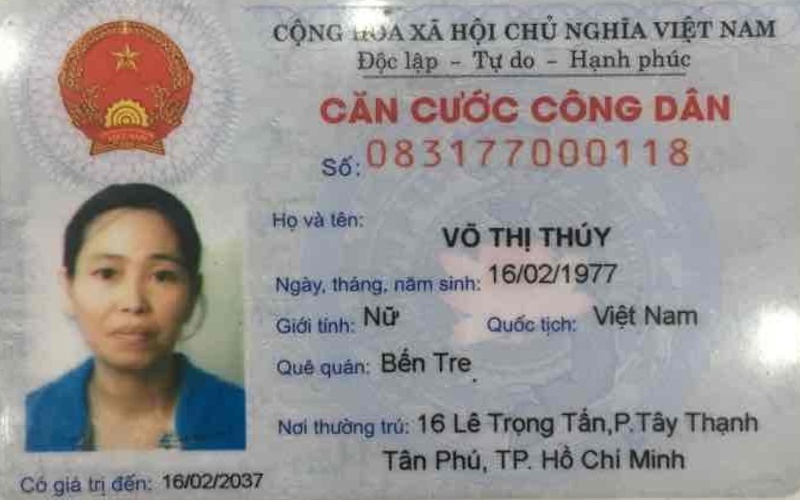 CỘNG HÒA XÃ HỘI CHỦ NGHĨA VIỆT NAM
Độc lập - Tự do - Hạnh phúc
CĂN CƯỚC CÔNG DÂN
Số: 083177000118
Họ và tên:
VÕ THỊ THÚY
Ngày, tháng, năm sinh: 16/02/1977
Giới tính: Nữ Quốc tịch: Việt Nam
Quê quán: Bến Tre
Nơi thường trú: 16 Lê Trọng Tấn,P.Tây Thạnh
Tân Phú, TP. Hồ Chí Minh
Có giá trị đến: 16/02/2037